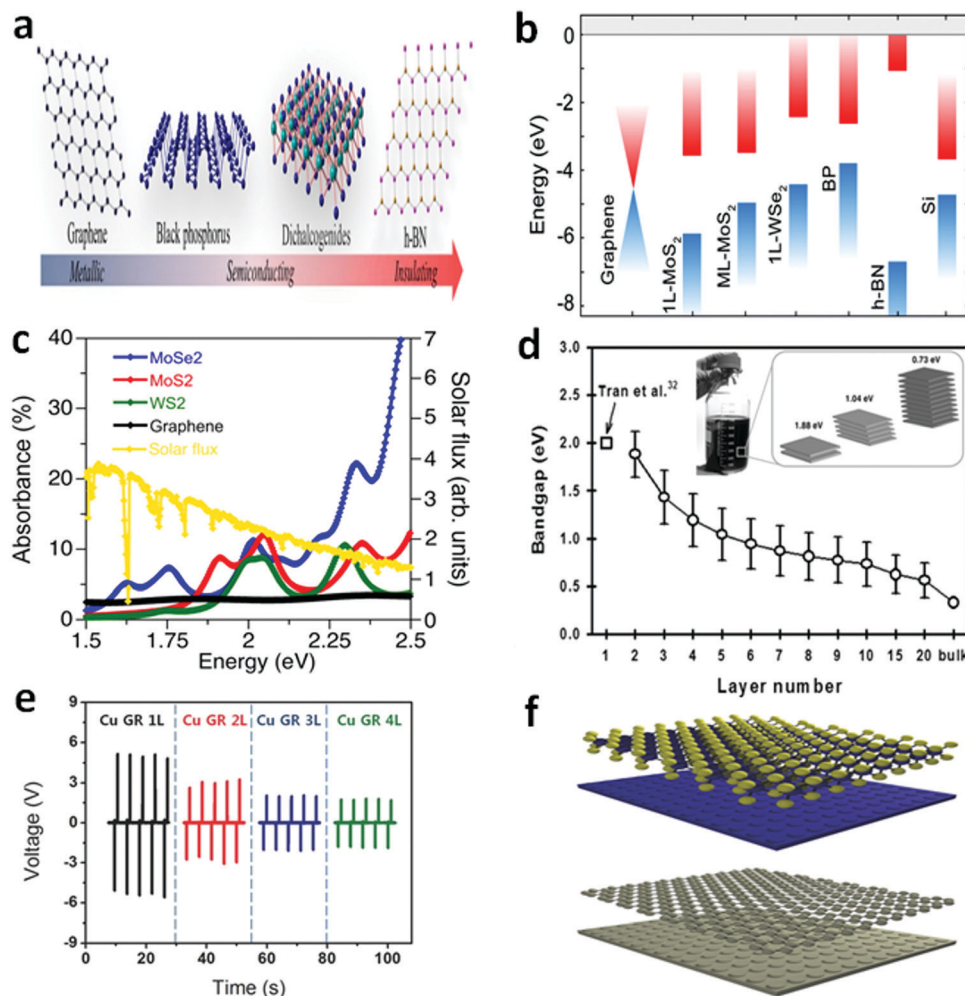 a
Graphene
Black phosphorus
Dichalcogenides
h-BN
Metallic
Semiconducting
Insulating
b
Energy (eV)
0
-2
-4
-6
-8
Graphene
1L-MoS2
ML-MoS2
1L-WSe2
BP
h-BN
Si
c
Absorbance (%)
40
30
20
10
0
MoSe2
MoS2
WS2
Graphene
Solar flux
7
6
5
4
3
2
1
0
Solar flux (arb. units)
1.5 1.75 2 2.25 2.5
Energy (eV)
d
Bandgap (eV)
3.0
2.5
2.0
1.5
1.0
0.5
0.0
Tran et al.32
1.88 eV
1.04 eV
0.73 eV
1 2 3 4 5 6 7 8 9 10 15 20 bulk
Layer number
e
Voltage (V)
9
6
3
0
-3
-6
-9
Cu GR 1L Cu GR 2L Cu GR 3L Cu GR 4L
0 20 40 60 80 100
Time (s)
f